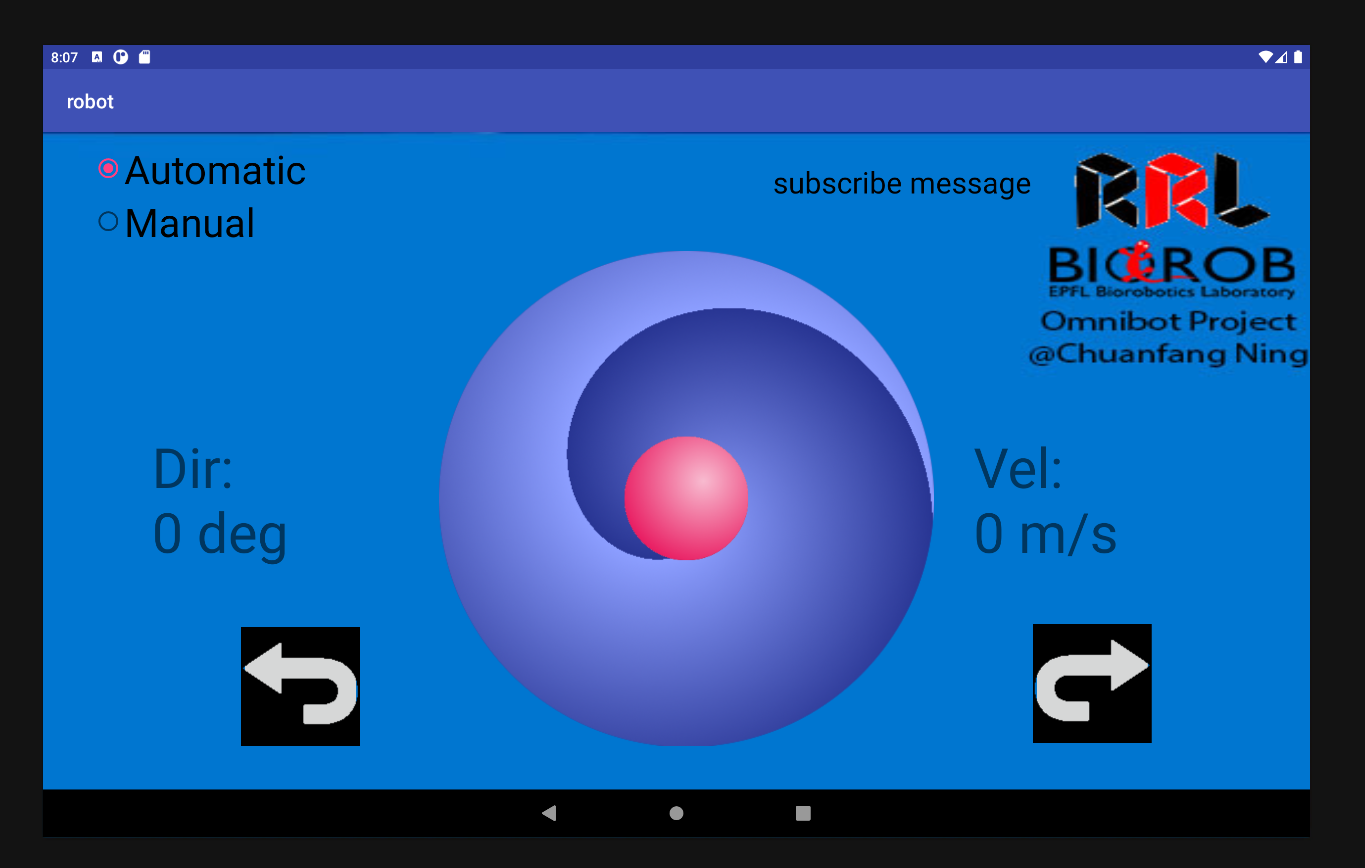 8:07
robot
Automatic
Manual
subscribe message
RRL
BIOROB
EPFL Biorobotics Laboratory
Omnibot Project
@Chuanfang Ning
Dir:
0 deg
Vel:
0 m/s